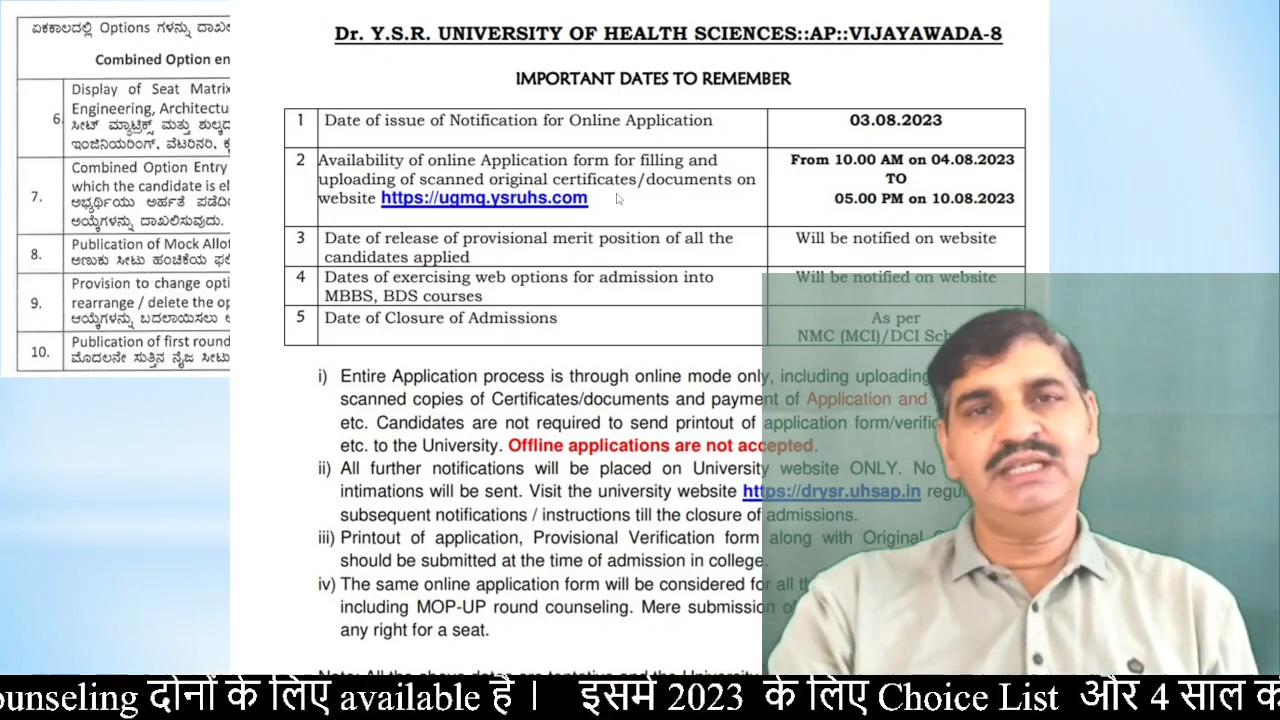 ಏಕಕಾಲದಲ್ಲಿ Options ಗಳನ್ನು
Combined Option en
6.
Display of Seat Matrix
Engineering, Architectu
ಸೀಟ್ ಮ್ಯಾಟ್ರಿಕ್ಸ್ ಮತ್ತು
ಇಂಜಿನಿಯರಿಂಗ್, ವೆಟರಿನರಿ,
7.
Combined Option Entry
which the candidate is el
ಅಭ್ಯರ್ಥಿಯು ಅರ್ಹತೆ
ಆಯ್ಕೆಗಳನ್ನು ದಾಖಲಿಸುವುದು.
8.
Publication of Mock Allo
ಅಣುಕು ಸೀಟು ಹಂಚಿಕೆಯ
9.
Provision to change opti
rearrange / delete the op
ಆಯ್ಕೆಗಳನ್ನು ಬದಲಾಯಿಸಲು
10.
Publication of first round
ಮೊದಲನೇ ಸುತ್ತಿನ ನೈಜ
Dr. Y.S.R. UNIVERSITY OF HEALTH SCIENCES::AP::VIJAYAWADA-8
IMPORTANT DATES TO REMEMBER
1 Date of issue of Notification for Online Application 03.08.2023
2 Availability of online Application form for filling and From 10.00 AM on 04.08.2023
uploading of scanned original certificates/documents on TO
website https://ugmq.ysruhs.com 05.00 PM on 10.08.2023
3 Date of release of provisional merit position of all the Will be notified on website
candidates applied
4 Dates of exercising web options for admission into Will be notified on website
MBBS, BDS courses
5 Date of Closure of Admissions As per
NMC (MCI)/DCI Sch
i) Entire Application process is through online mode only, including uploading
scanned copies of Certificates/documents and payment of Application and
etc. Candidates are not required to send printout of application form/verific
etc. to the University. Offline applications are not accepted.
ii) All further notifications will be placed on University website ONLY. No
intimations will be sent. Visit the university website https://drysr.uhsap.in regu
subsequent notifications / instructions till the closure of admissions.
iii) Printout of application, Provisional Verification form along with Original
should be submitted at the time of admission in college.
iv) The same online application form will be considered for all
including MOP-UP round counseling. Mere submission of
any right for a seat.
ounseling दोनों के लिए available है । इसमें 2023 के लिए Choice List और 4 साल क